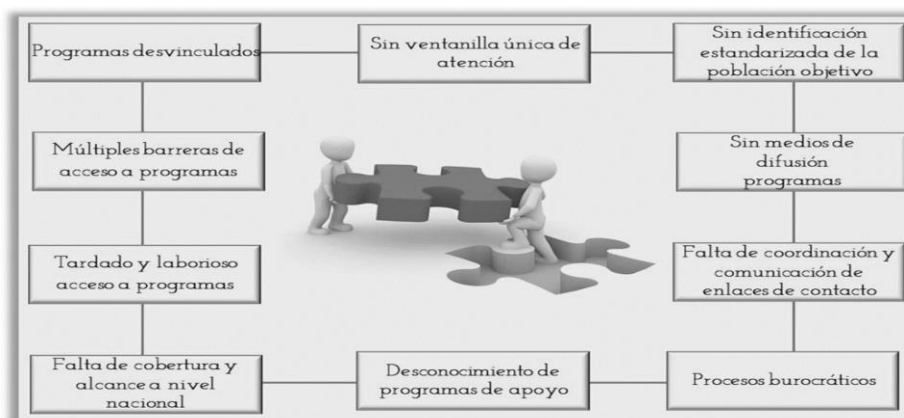 Programas desvinculados
Sin ventanilla única de
atención
Sin identificación
estandarizada de la
población objetivo
Múltiples barreras de
acceso a programas
Sin medios de
difusión
programas
Tardado y laborioso
acceso a programas
Falta de coordinación y
comunicación de
enlaces de contacto
Falta de cobertura y
alcance a nivel
nacional
Desconocimiento de
programas de apoyo
Procesos burocráticos